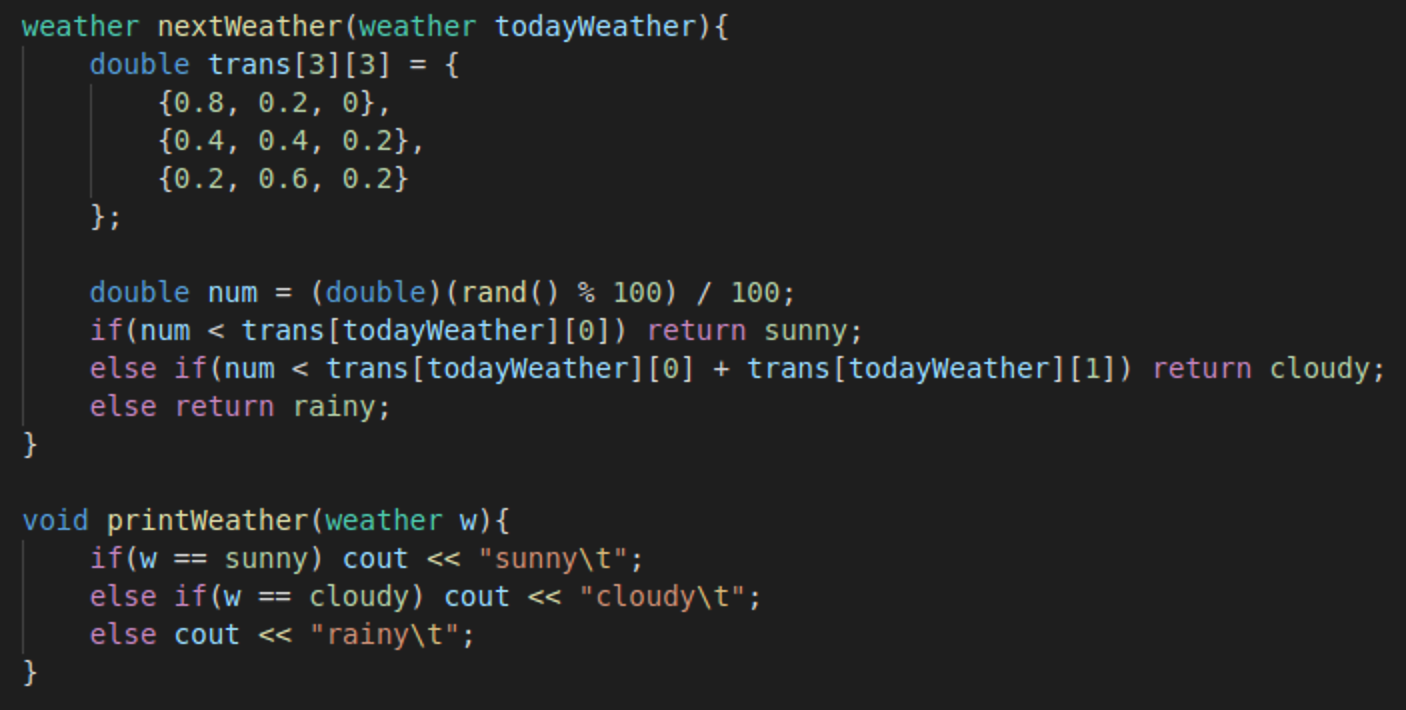 weather nextWeather(weather todayWeather){
    double trans[3][3] = {
        {0.8, 0.2, 0},
        {0.4, 0.4, 0.2},
        {0.2, 0.6, 0.2}
    };

    double num = (double)(rand() % 100) / 100;
    if(num < trans[todayWeather][0]) return sunny;
    else if(num < trans[todayWeather][0] + trans[todayWeather][1]) return cloudy;
    else return rainy;
}

void printWeather(weather w){
    if(w == sunny) cout << "sunny\t";
    else if(w == cloudy) cout << "cloudy\t";
    else cout << "rainy\t";
}